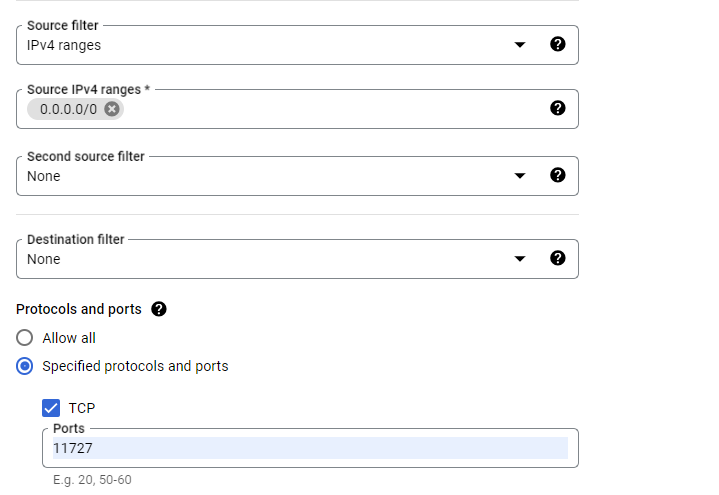 Source filter
IPv4 ranges
Source IPv4 ranges *
0.0.0.0/0
Second source filter
None
Destination filter
None
Protocols and ports
Allow all
Specified protocols and ports
TCP
Ports
11727
E.g. 20, 50-60